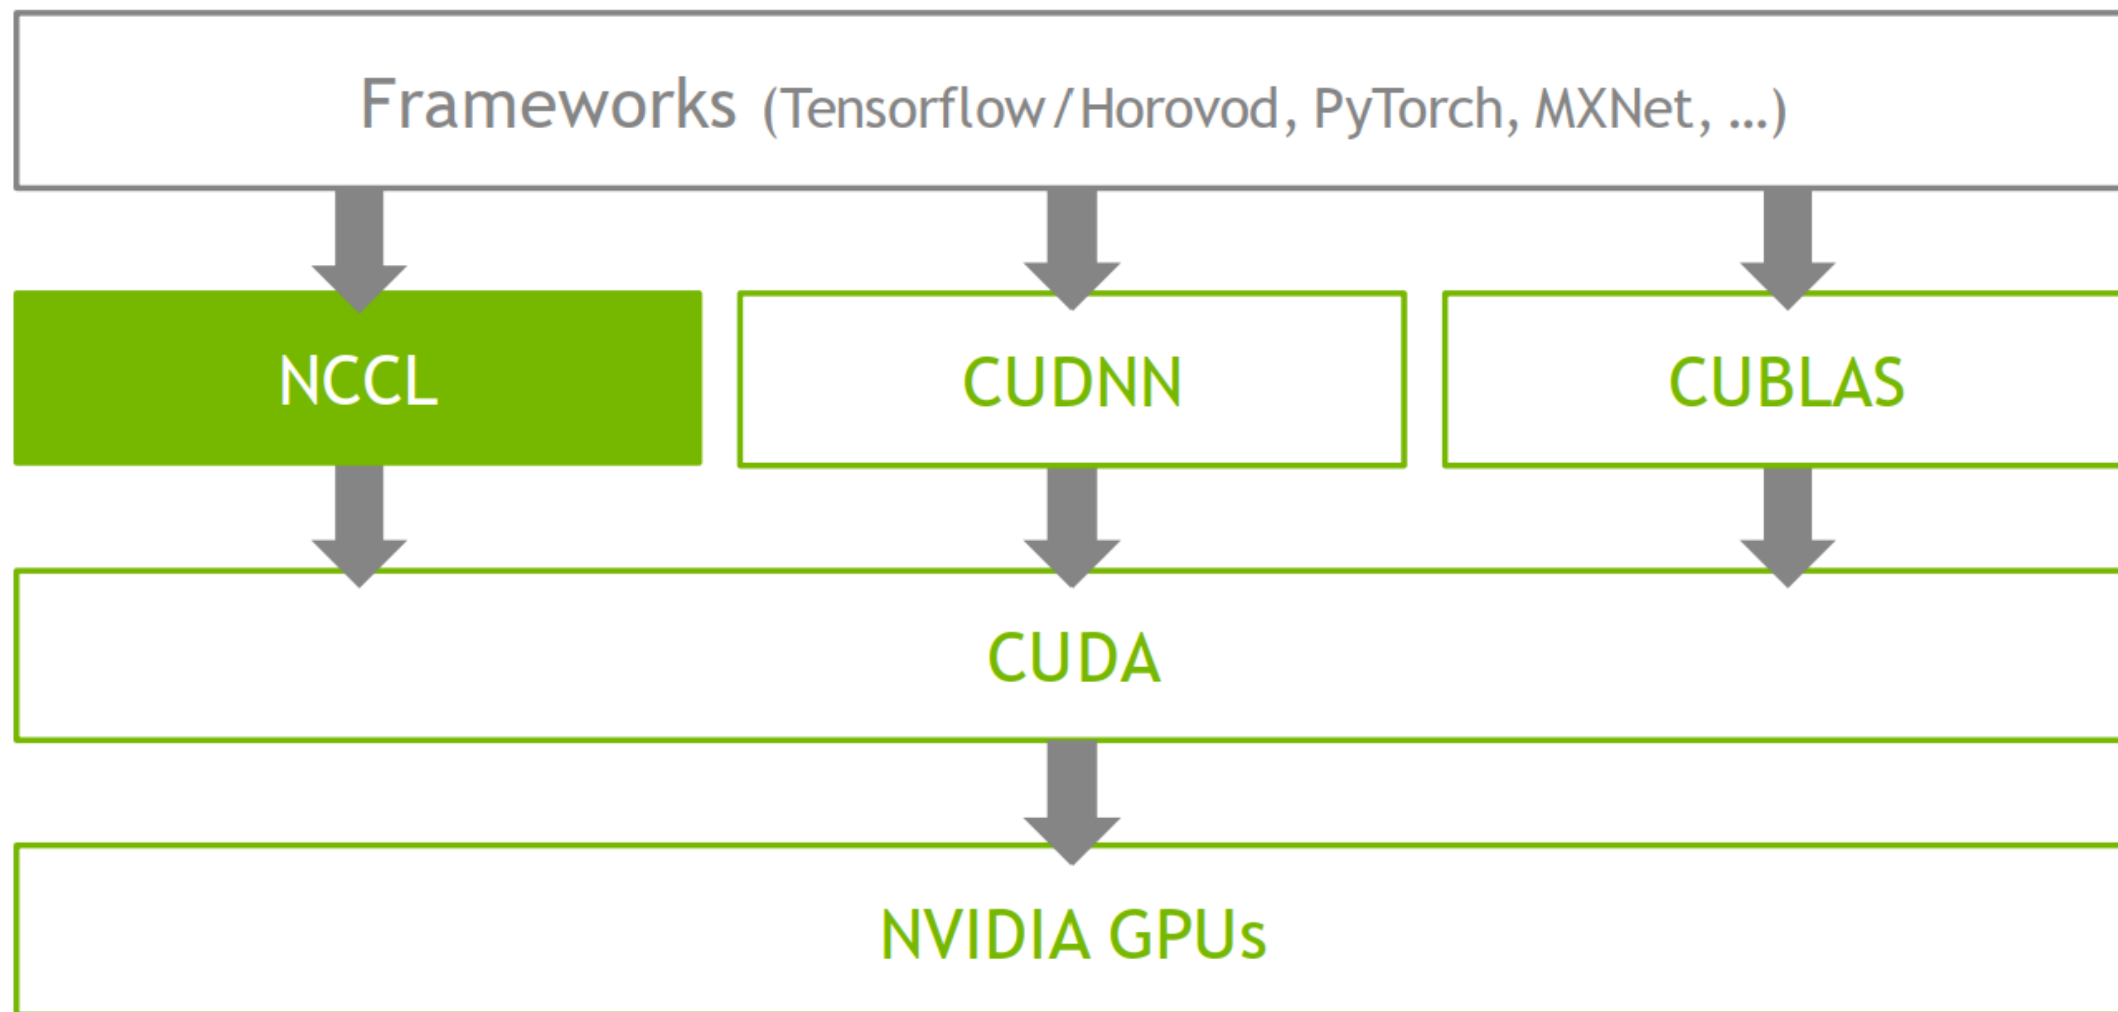 Frameworks (Tensorflow/Horovod, PyTorch, MXNet, …)
NCCL
CUDNN
CUBLAS
CUDA
NVIDIA GPUs